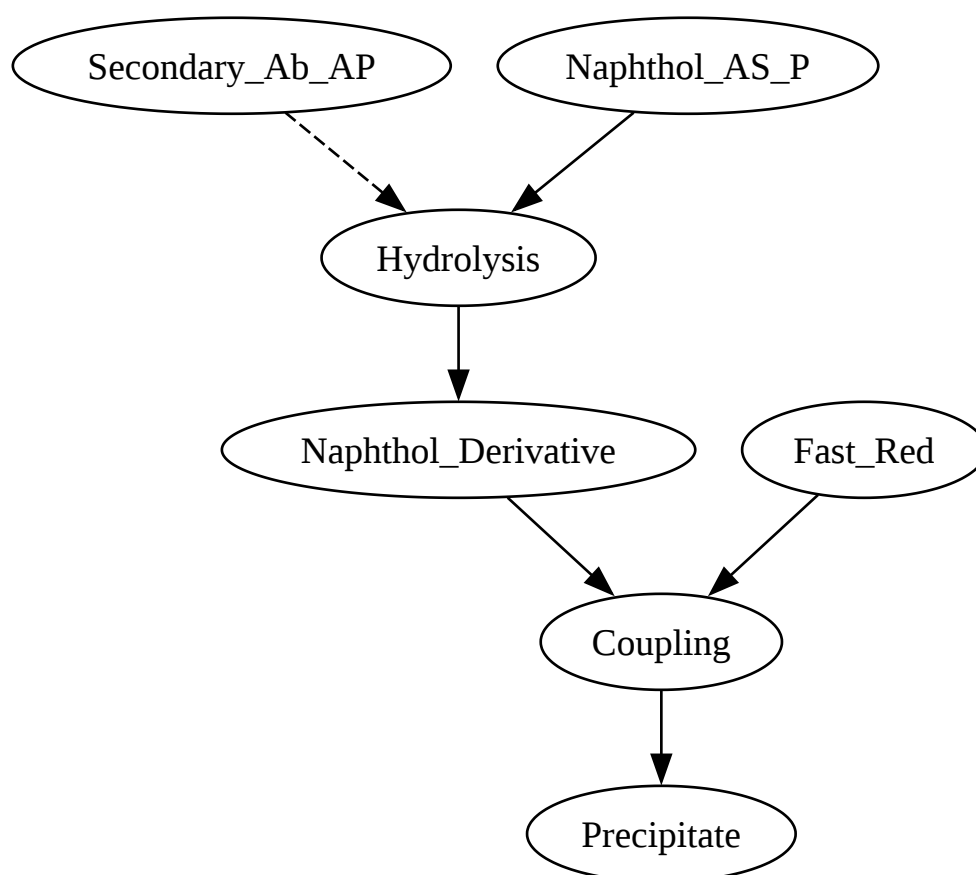 Secondary_Ab_AP
Naphthol_AS_P
Hydrolysis
Naphthol_Derivative
Fast_Red
Coupling
Precipitate